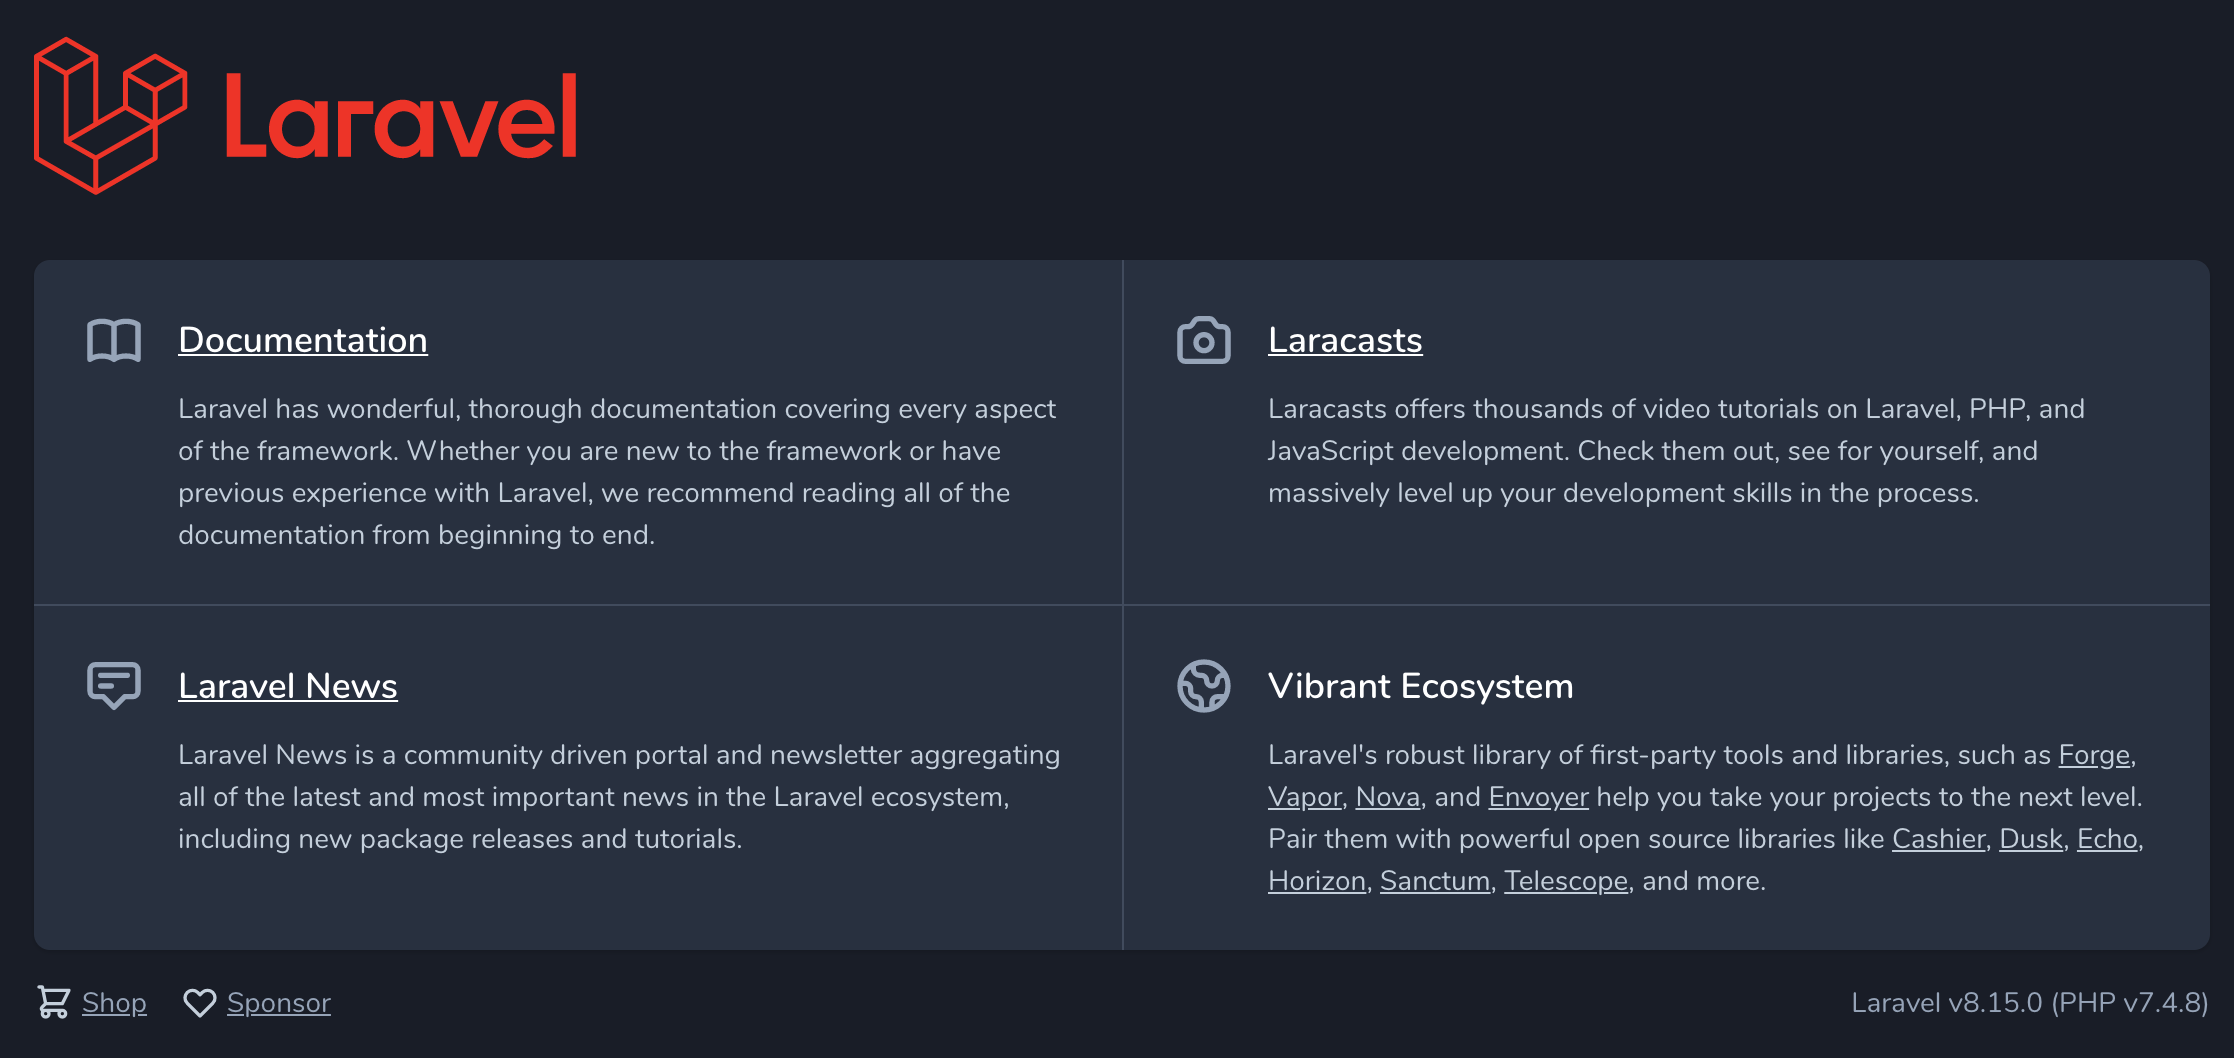 Laravel
Documentation
Laravel has wonderful, thorough documentation covering every aspect
of the framework. Whether you are new to the framework or have
previous experience with Laravel, we recommend reading all of the
documentation from beginning to end.
Laracasts
Laracasts offers thousands of video tutorials on Laravel, PHP, and
JavaScript development. Check them out, see for yourself, and
massively level up your development skills in the process.
Laravel News
Laravel News is a community driven portal and newsletter aggregating
all of the latest and most important news in the Laravel ecosystem,
including new package releases and tutorials.
Vibrant Ecosystem
Laravel's robust library of first-party tools and libraries, such as Forge,
Vapor, Nova, and Envoyer help you take your projects to the next level.
Pair them with powerful open source libraries like Cashier, Dusk, Echo,
Horizon, Sanctum, Telescope, and more.
Shop
Sponsor
Laravel v8.15.0 (PHP v7.4.8)